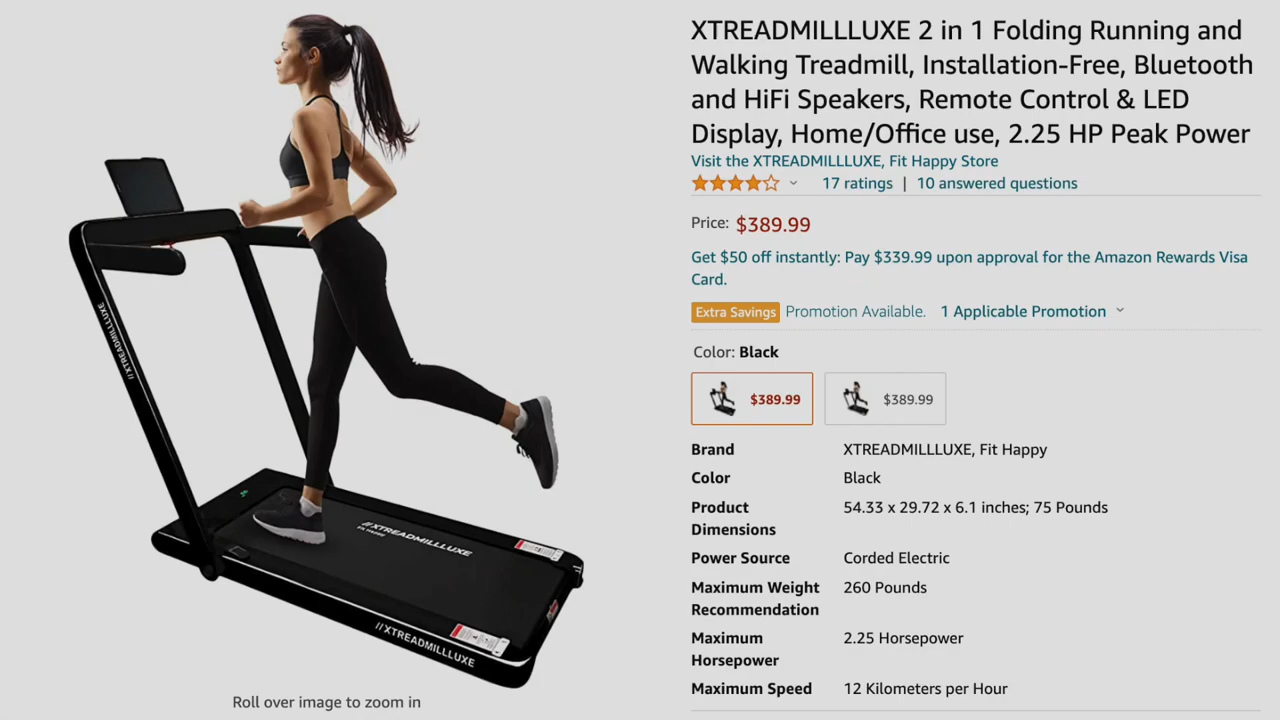 XTREADMILLLUXE 2 in 1 Folding Running and
Walking Treadmill, Installation-Free, Bluetooth
and HiFi Speakers, Remote Control & LED
Display, Home/Office use, 2.25 HP Peak Power
Visit the XTREADMILLLUXE, Fit Happy Store
17 ratings | 10 answered questions
Price: $389.99
Get $50 off instantly: Pay $339.99 upon approval for the Amazon Rewards Visa
Card.
Extra Savings Promotion Available. 1 Applicable Promotion
Color: Black
$389.99 $389.99
Brand XTREADMILLLUXE, Fit Happy
Color Black
Product 54.33 x 29.72 x 6.1 inches; 75 Pounds
Dimensions
Power Source Corded Electric
Maximum Weight 260 Pounds
Recommendation
Maximum 2.25 Horsepower
Horsepower
Maximum Speed 12 Kilometers per Hour
//XTREADMILLLUXE
//XTREADMILLLUXE
Fit Happy
//XTREADMILLLUXE
Roll over image to zoom in